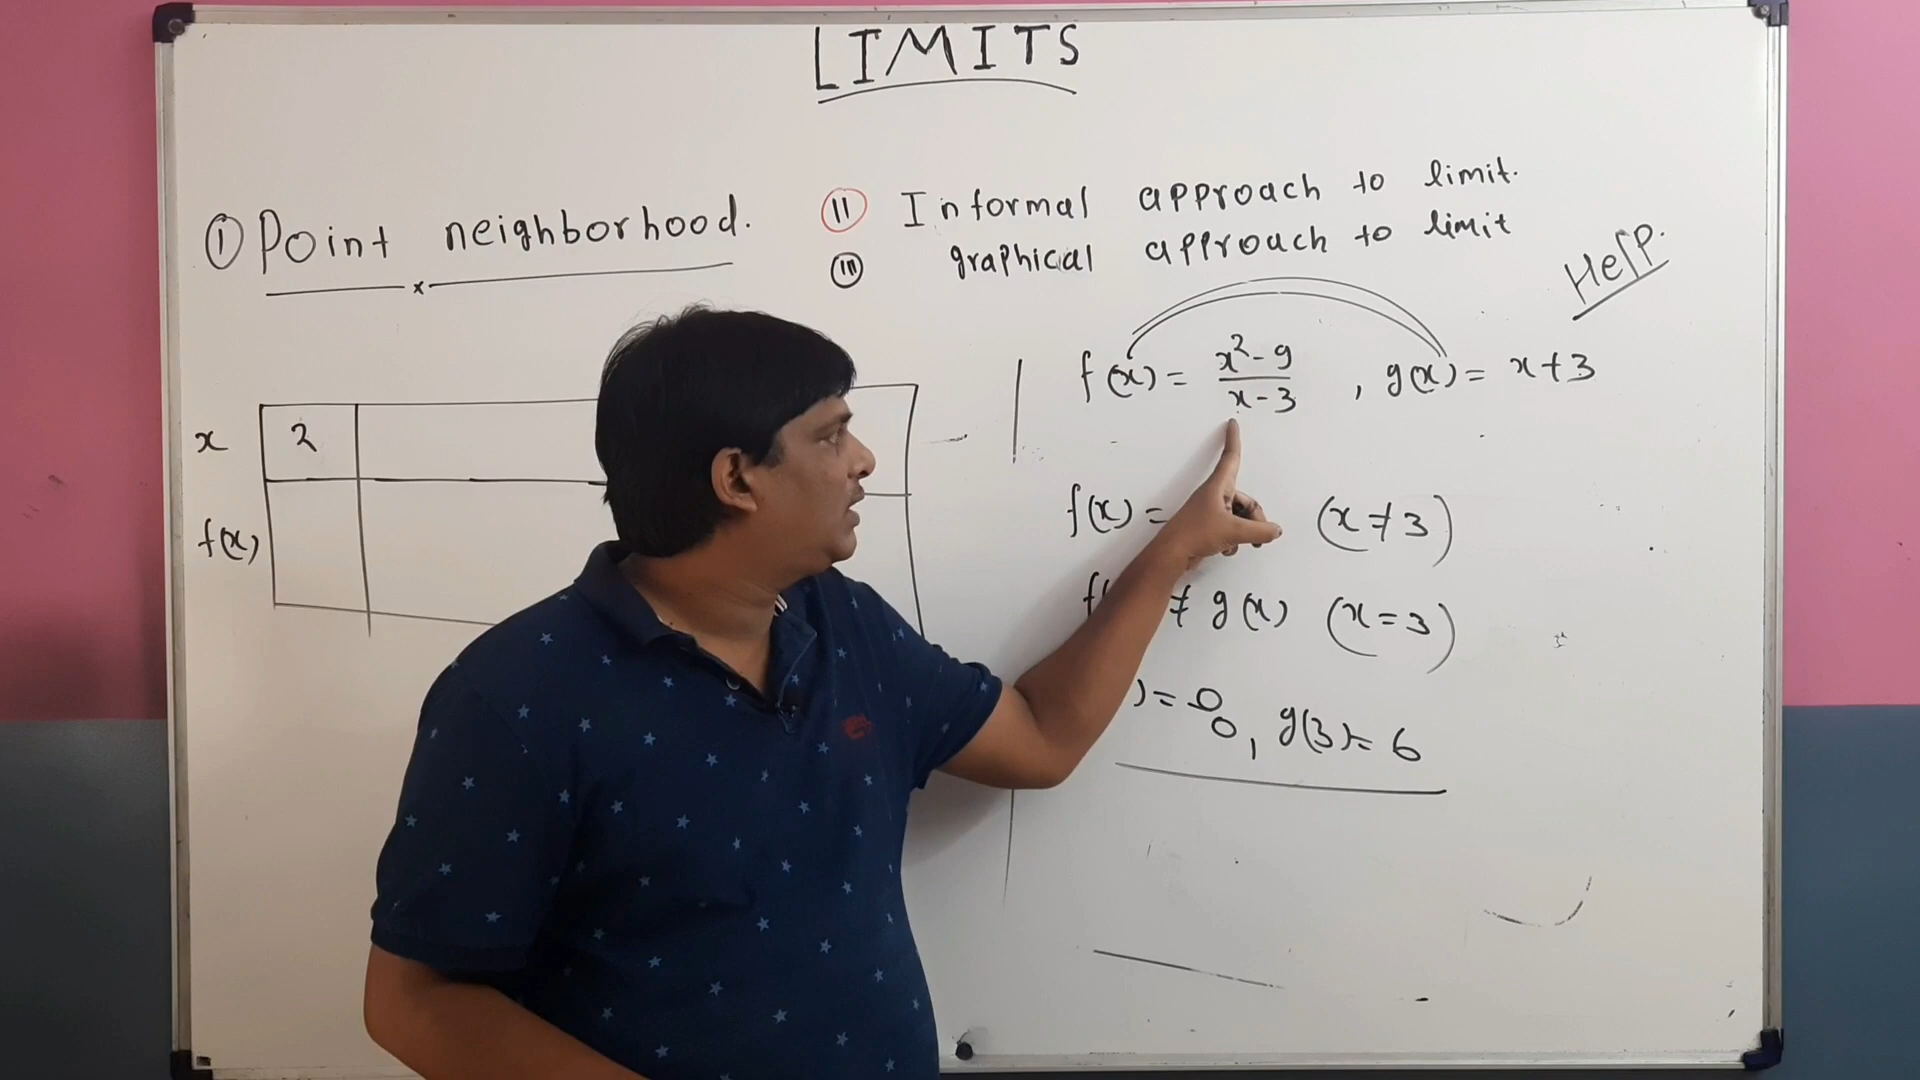 LIMITS
① Point neighborhood.
x
⑪ Informal approach to limit.
(III) graphical approach to limit
Help.
f(x) = x²-9 / x-3 , g(x) = x+3
x 2
f(x)
f(x) = (x≠3)
≠ g(x) (x=3)
) = 0/0, g(3) = 6